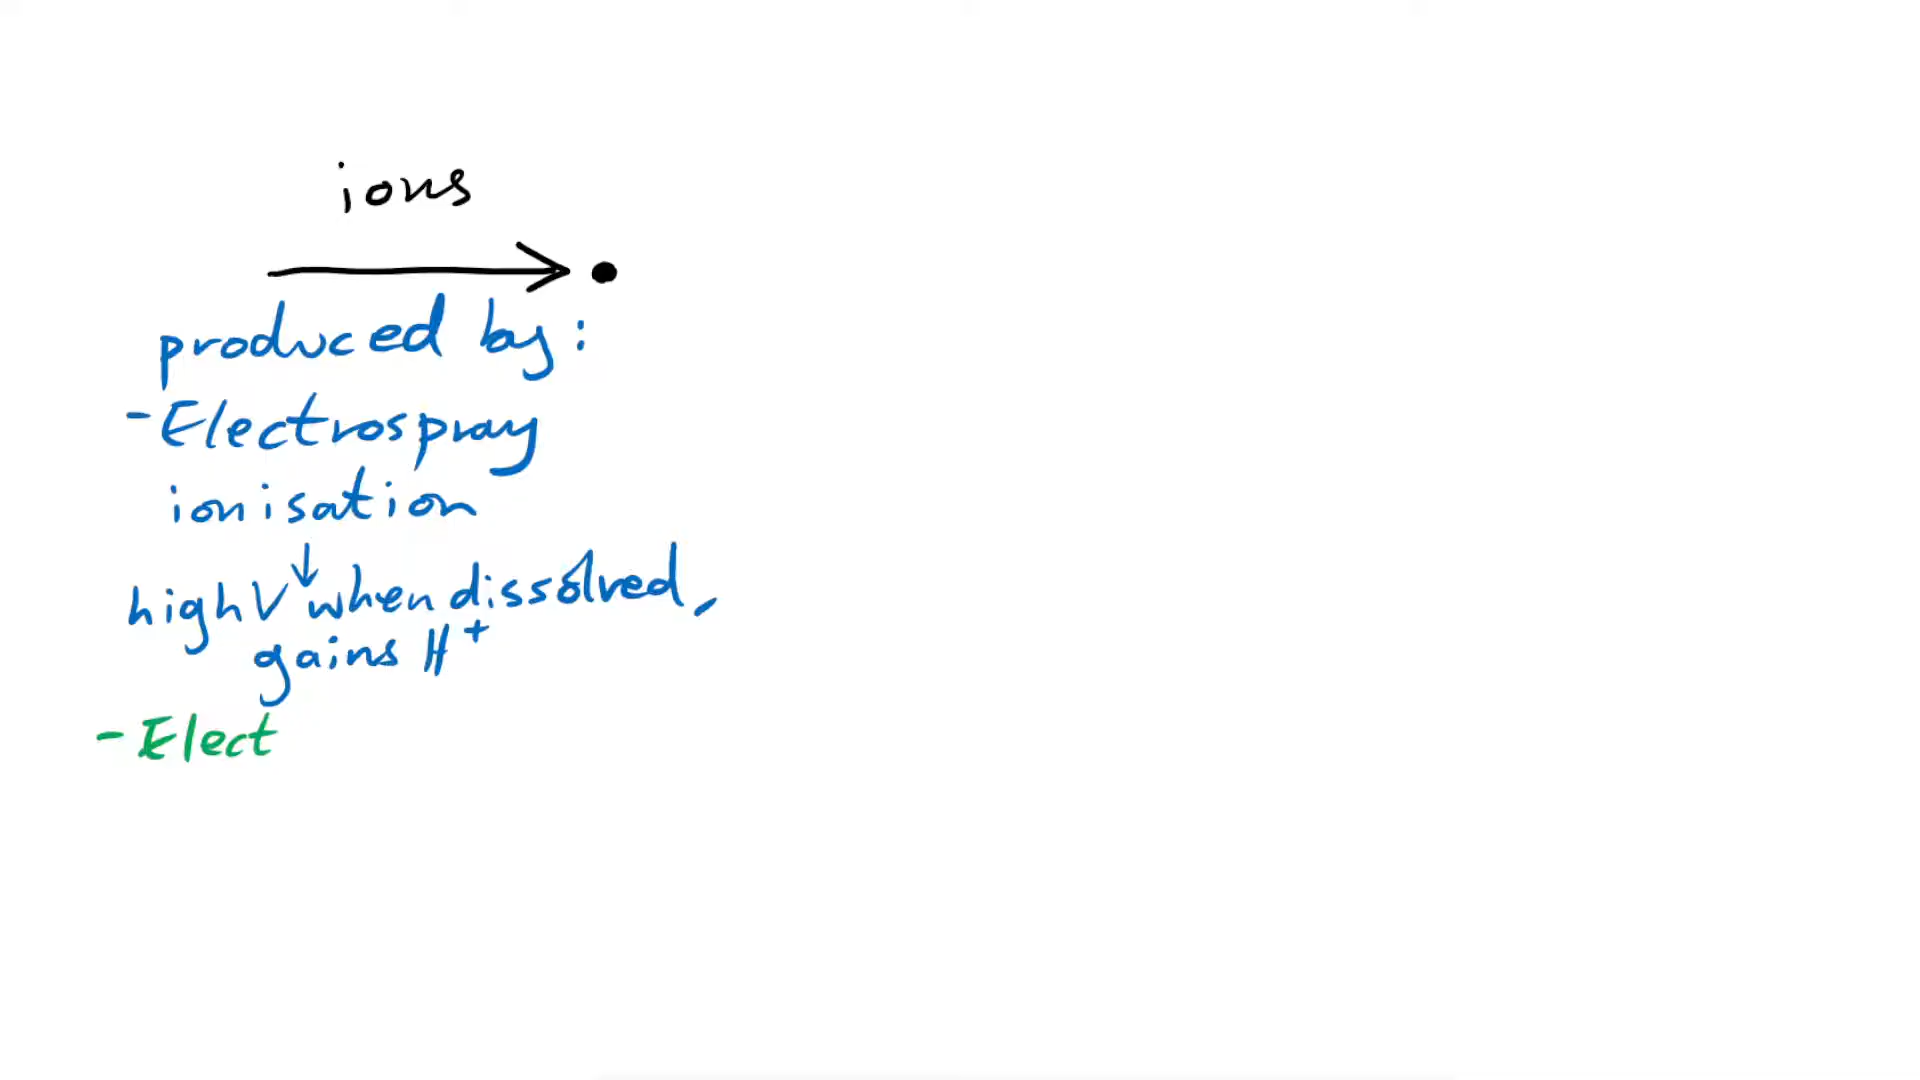 ions
produced by:
- Electrospray
ionisation
high V when dissolved,
gains H⁺
- Elect